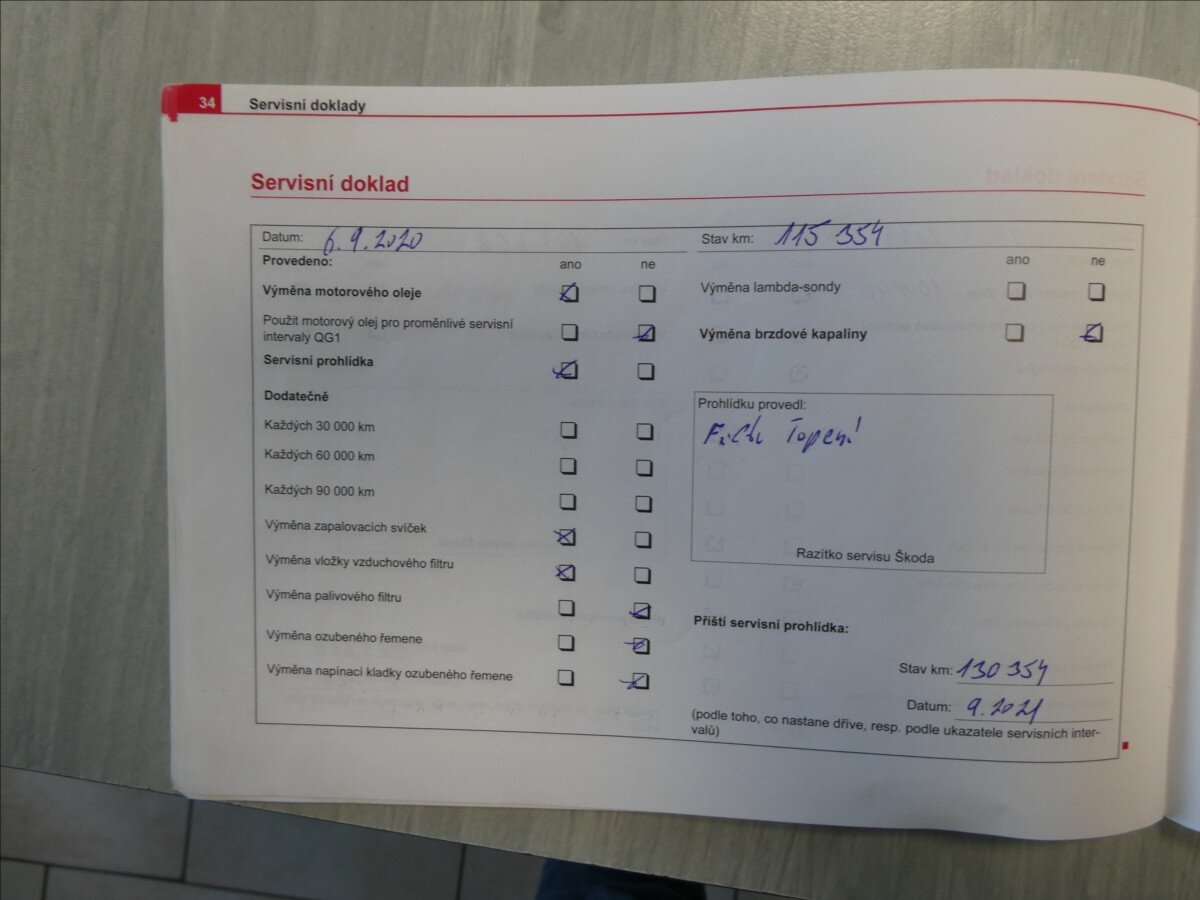 34 Servisní doklady
Servisní doklad
Datum: 6.9.2020
Stav km: 115 354
Provedeno: ano ne
ano ne
Výměna motorového oleje
Výměna lambda-sondy
Použit motorový olej pro proměnlivé servisní
intervaly QG1
Výměna brzdové kapaliny
Servisní prohlídka
Dodatečně
Každých 30 000 km
Každých 60 000 km
Každých 90 000 km
Výměna zapalovacích svíček
Výměna vložky vzduchového filtru
Výměna palivového filtru
Výměna ozubeného řemene
Výměna napínací kladky ozubeného řemene
Prohlídku provedl:
Topení
Razítko servisu Škoda
Příští servisní prohlídka:
Stav km: 130 354
Datum: 9.2021
(podle toho, co nastane dříve, resp. podle ukazatele servisních inter-
valů)